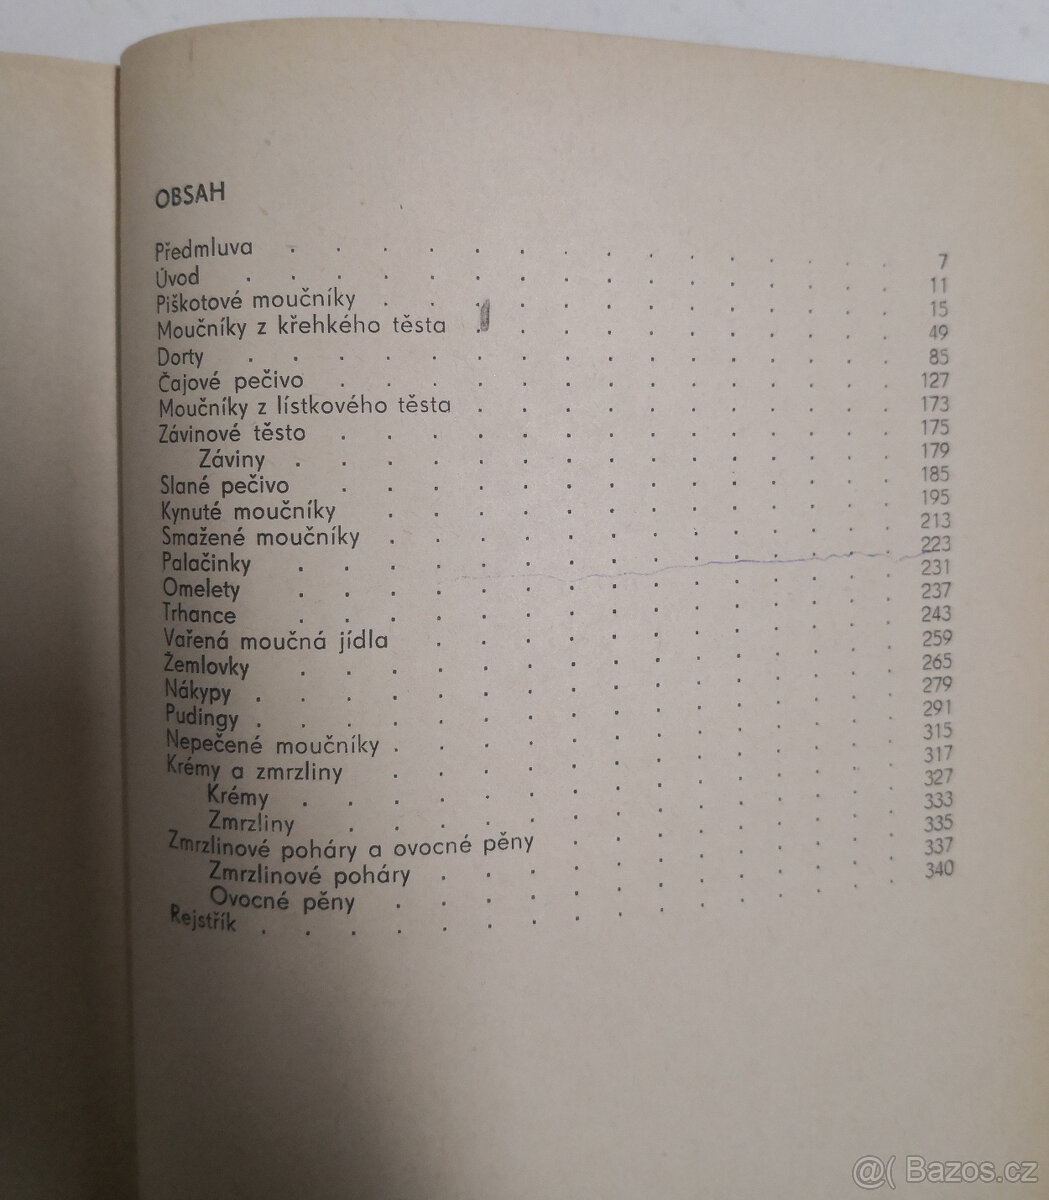 OBSAH
Předmluva . . . . . . . . . . . . . . 7
Úvod . . . . . . . . . . . . . . . 11
Piškotové moučníky . . . . . . . . . . . . 15
Moučníky z křehkého těsta . . . . . . . . . . 49
Dorty . . . . . . . . . . . . . . . 85
Čajové pečivo . . . . . . . . . . . . . 127
Moučníky z lístkového těsta . . . . . . . . . . 173
Závinové těsto . . . . . . . . . . . . . 175
Záviny . . . . . . . . . . . . . . 179
Slané pečivo . . . . . . . . . . . . . 185
Kynuté moučníky . . . . . . . . . . . . 195
Smažené moučníky . . . . . . . . . . . . 213
Palačinky . . . . . . . . . . . . . . 223
Omelety . . . . . . . . . . . . . . 231
Trhance . . . . . . . . . . . . . . 237
Vařená moučná jídla . . . . . . . . . . . 243
Žemlovky . . . . . . . . . . . . . . 259
Nákypy . . . . . . . . . . . . . . . 265
Pudingy . . . . . . . . . . . . . . . 279
Nepečené moučníky . . . . . . . . . . . . 291
Krémy a zmrzliny . . . . . . . . . . . . 315
Krémy . . . . . . . . . . . . . . 317
Zmrzliny . . . . . . . . . . . . . 327
Zmrzlinové poháry a ovocné pěny . . . . . . . . 333
Zmrzlinové poháry . . . . . . . . . . . 335
Ovocné pěny . . . . . . . . . . . . 337
Rejstřík . . . . . . . . . . . . . . . 340
@( Bazos.cz